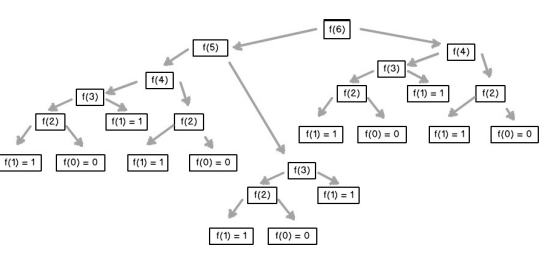 f(6)
f(5)
f(4)
f(4)
f(3)
f(3)
f(2)
f(1) = 1
f(2)
f(2)
f(1) = 1
f(2)
f(1) = 1
f(0) = 0
f(1) = 1
f(0) = 0
f(1) = 1
f(0) = 0
f(1) = 1
f(0) = 0
f(3)
f(2)
f(1) = 1
f(1) = 1
f(0) = 0